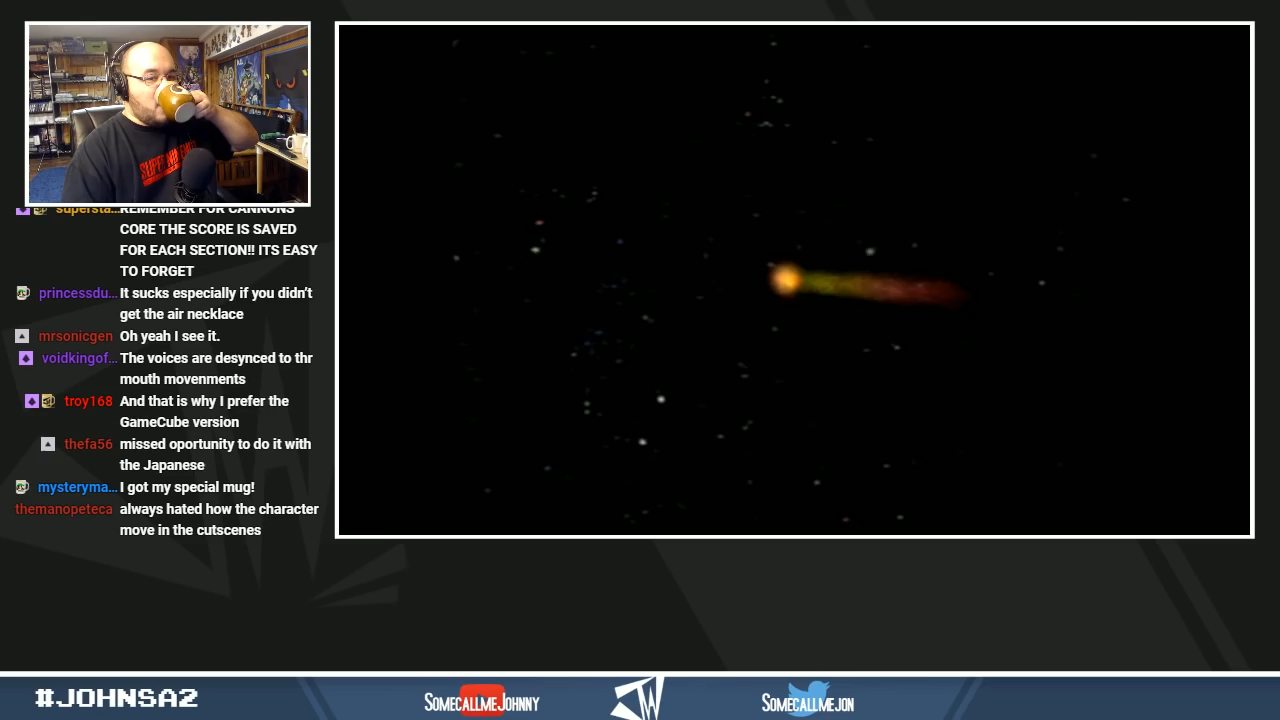 supersta... REMEMBER FOR CANNONS
CORE THE SCORE IS SAVED
FOR EACH SECTION!! ITS EASY
TO FORGET
princessdu... It sucks especially if you didn't
get the air necklace
mrsonicgen Oh yeah I see it.
voidkingof... The voices are desynced to thr
mouth movenments
troy168 And that is why I prefer the
GameCube version
thefa56 missed oportunity to do it with
the Japanese
mysteryma... I got my special mug!
themanopeteca always hated how the character
move in the cutscenes
#JOHNSA2
SOMECALLMEJOHNNY
SOMECALLMEJON